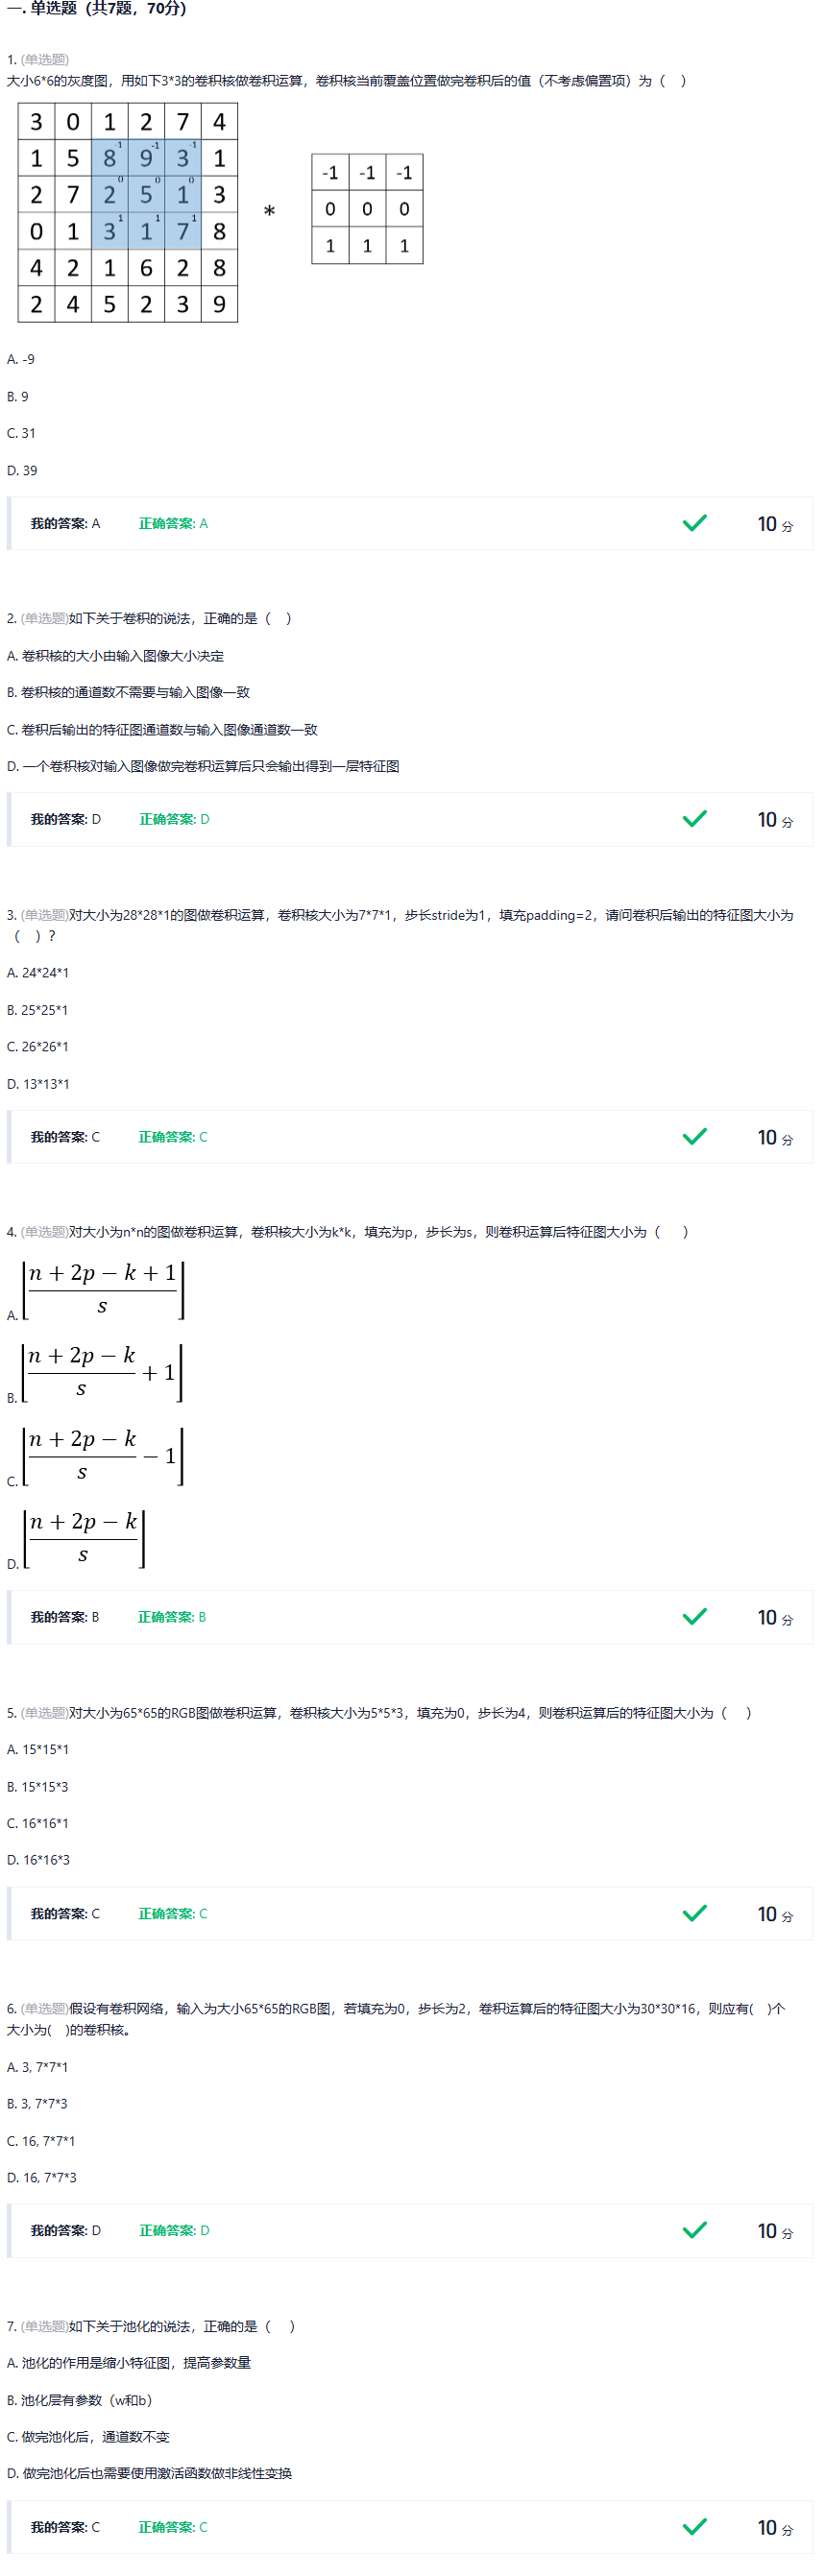 一. 单选题（共7题，70分）
1. (单选题)
大小6*6的灰度图，用如下3*3的卷积核做卷积运算，卷积核当前覆盖位置做完卷积后的值（不考虑偏置项）为（ ）
3 0 1 2 7 4
1 5 8 -1 9 -1 3 -1 1
2 7 2 0 5 0 1 0 3
0 1 3 1 1 1 7 1 8
4 2 1 6 2 8
2 4 5 2 3 9
*
-1 -1 -1
0 0 0
1 1 1
A. -9
B. 9
C. 31
D. 39
我的答案: A 正确答案: A 10 分
2. (单选题)如下关于卷积的说法，正确的是（ ）
A. 卷积核的大小由输入图像大小决定
B. 卷积核的通道数不需要与输入图像一致
C. 卷积后输出的特征图通道数与输入图像通道数一致
D. 一个卷积核对输入图像做完卷积运算后只会输出得到一层特征图
我的答案: D 正确答案: D 10 分
3. (单选题)对大小为28*28*1的图做卷积运算，卷积核大小为7*7*1，步长stride为1，填充padding=2，请问卷积后输出的特征图大小为
（ ）？
A. 24*24*1
B. 25*25*1
C. 26*26*1
D. 13*13*1
我的答案: C 正确答案: C 10 分
4. (单选题)对大小为n*n的图做卷积运算，卷积核大小为k*k，填充为p，步长为s，则卷积运算后特征图大小为（ ）
A. ⌊(n + 2p − k + 1)/s⌋
B. ⌊(n + 2p − k)/s + 1⌋
C. ⌊(n + 2p − k)/s − 1⌋
D. ⌊(n + 2p − k)/s⌋
我的答案: B 正确答案: B 10 分
5. (单选题)对大小为65*65的RGB图做卷积运算，卷积核大小为5*5*3，填充为0，步长为4，则卷积运算后的特征图大小为（ ）
A. 15*15*1
B. 15*15*3
C. 16*16*1
D. 16*16*3
我的答案: C 正确答案: C 10 分
6. (单选题)假设有卷积网络，输入为大小65*65的RGB图，若填充为0，步长为2，卷积运算后的特征图大小为30*30*16，则应有( )个
大小为( )的卷积核。
A. 3, 7*7*1
B. 3, 7*7*3
C. 16, 7*7*1
D. 16, 7*7*3
我的答案: D 正确答案: D 10 分
7. (单选题)如下关于池化的说法，正确的是（ ）
A. 池化的作用是缩小特征图，提高参数量
B. 池化层有参数（w和b）
C. 做完池化后，通道数不变
D. 做完池化后也需要使用激活函数做非线性变换
我的答案: C 正确答案: C 10 分